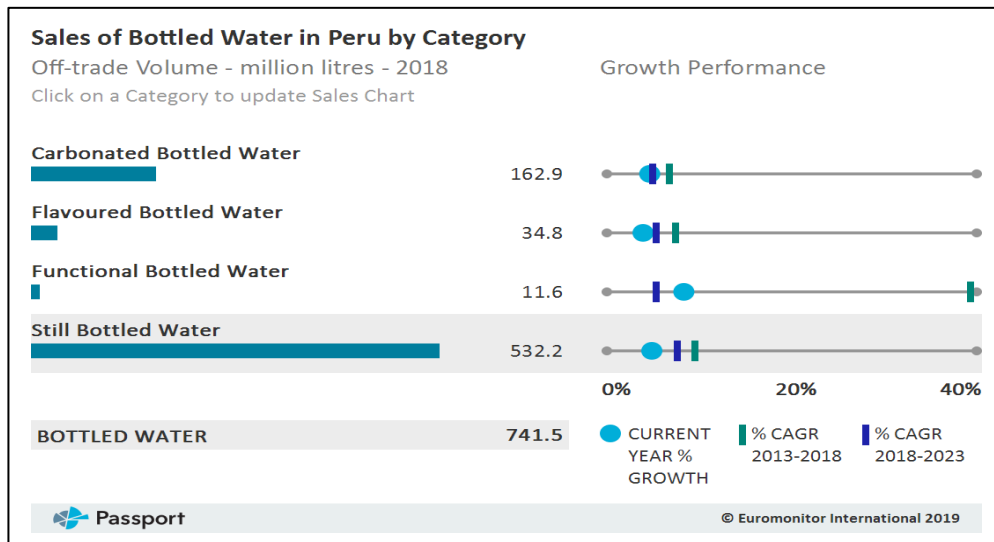 Sales of Bottled Water in Peru by Category
Off-trade Volume - million litres - 2018
Growth Performance
Click on a Category to update Sales Chart
Carbonated Bottled Water
162.9
Flavoured Bottled Water
34.8
Functional Bottled Water
11.6
Still Bottled Water
532.2
0% 20% 40%
BOTTLED WATER 741.5
CURRENT
YEAR %
GROWTH
% CAGR
2013-2018
% CAGR
2018-2023
Passport
© Euromonitor International 2019